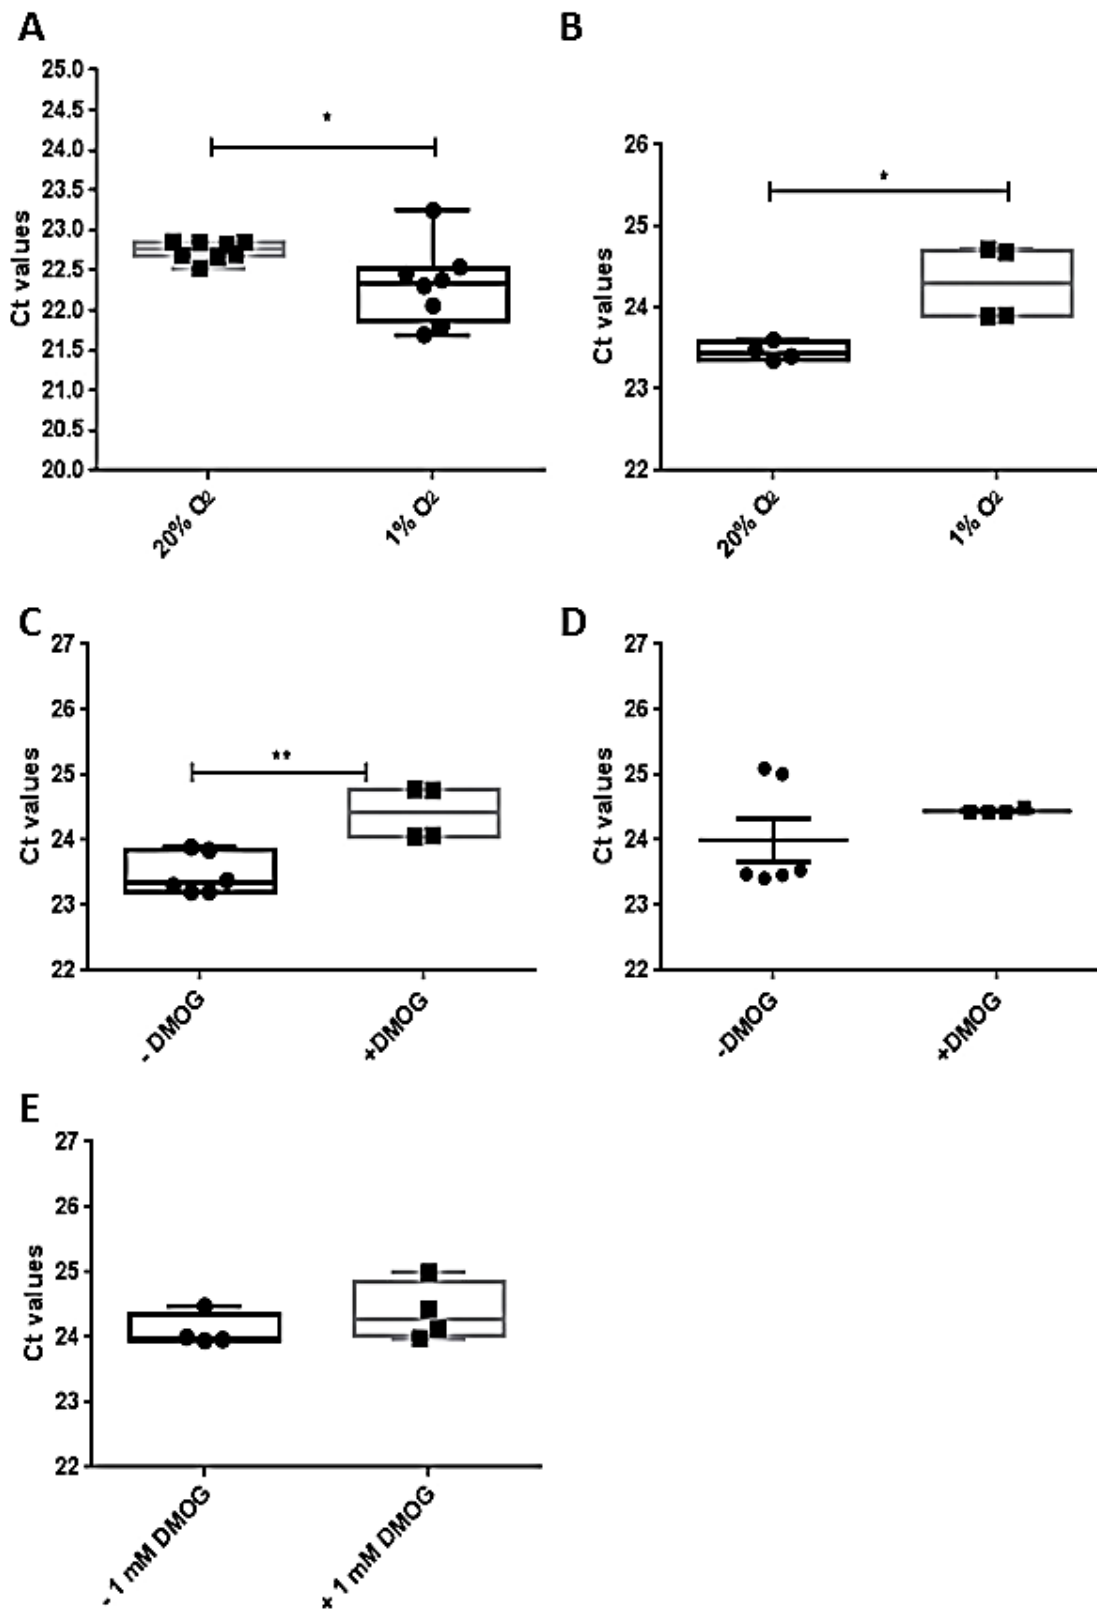 A
25.0
24.5
24.0
23.5
23.0
22.5
22.0
21.5
21.0
20.5
20.0
Ct values
*
20% O2
1% O2
B
26
25
24
23
22
Ct values
*
20% O2
1% O2
C
27
26
25
24
23
22
Ct values
**
- DMOG
+DMOG
D
27
26
25
24
23
22
Ct values
-DMOG
+DMOG
E
27
26
25
24
23
22
Ct values
- 1 mM DMOG
+ 1 mM DMOG